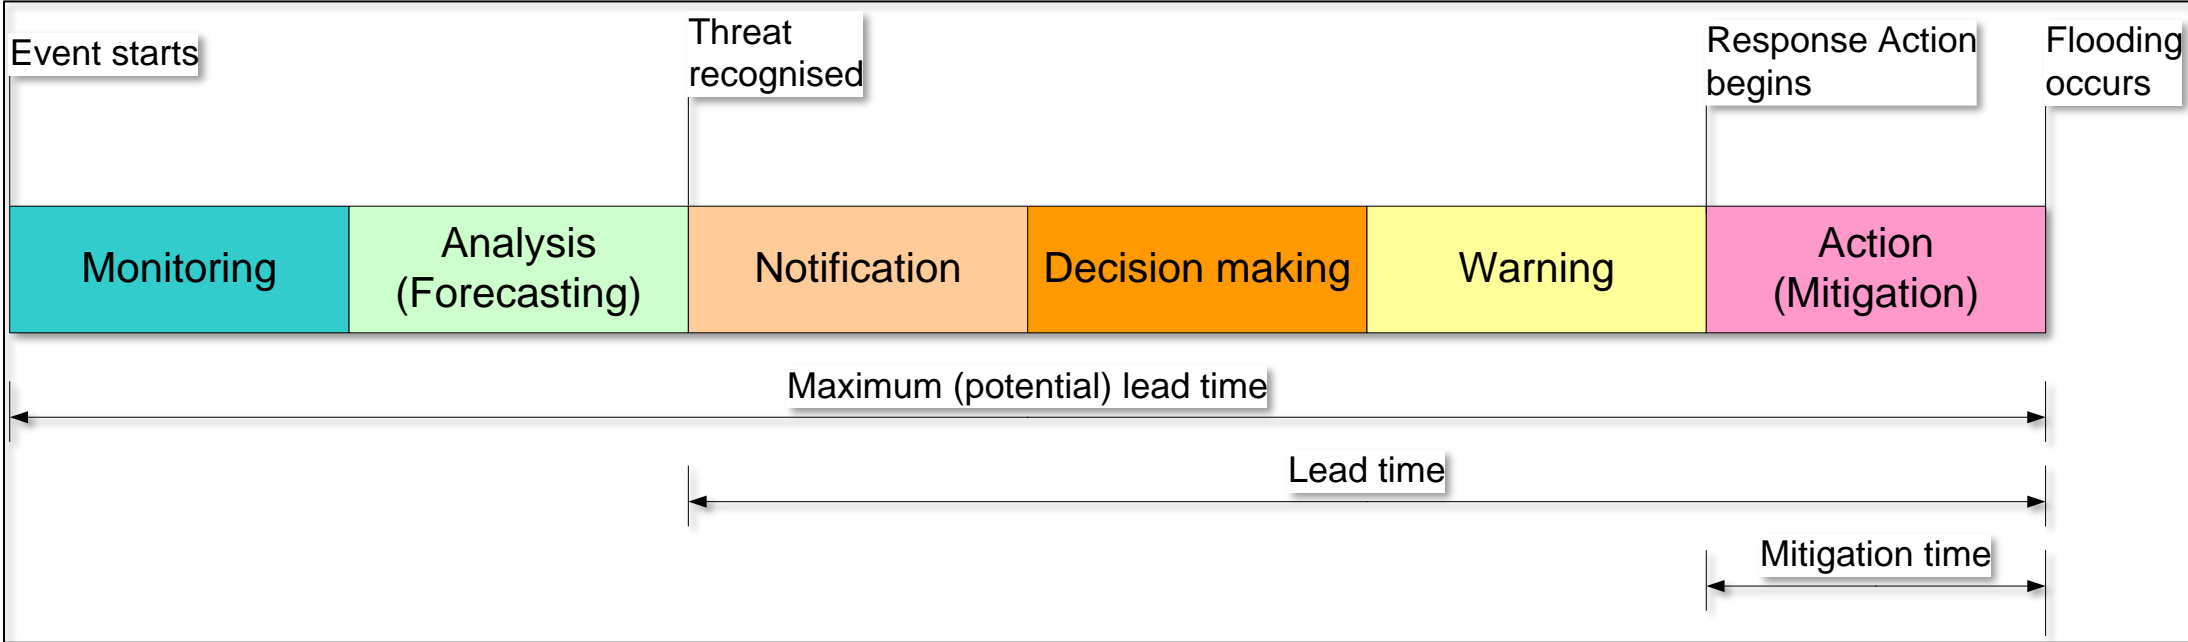 Event starts
Threat
recognised
Response Action
begins
Flooding
occurs
Monitoring
Analysis
(Forecasting)
Notification
Decision making
Warning
Action
(Mitigation)
Maximum (potential) lead time
Lead time
Mitigation time